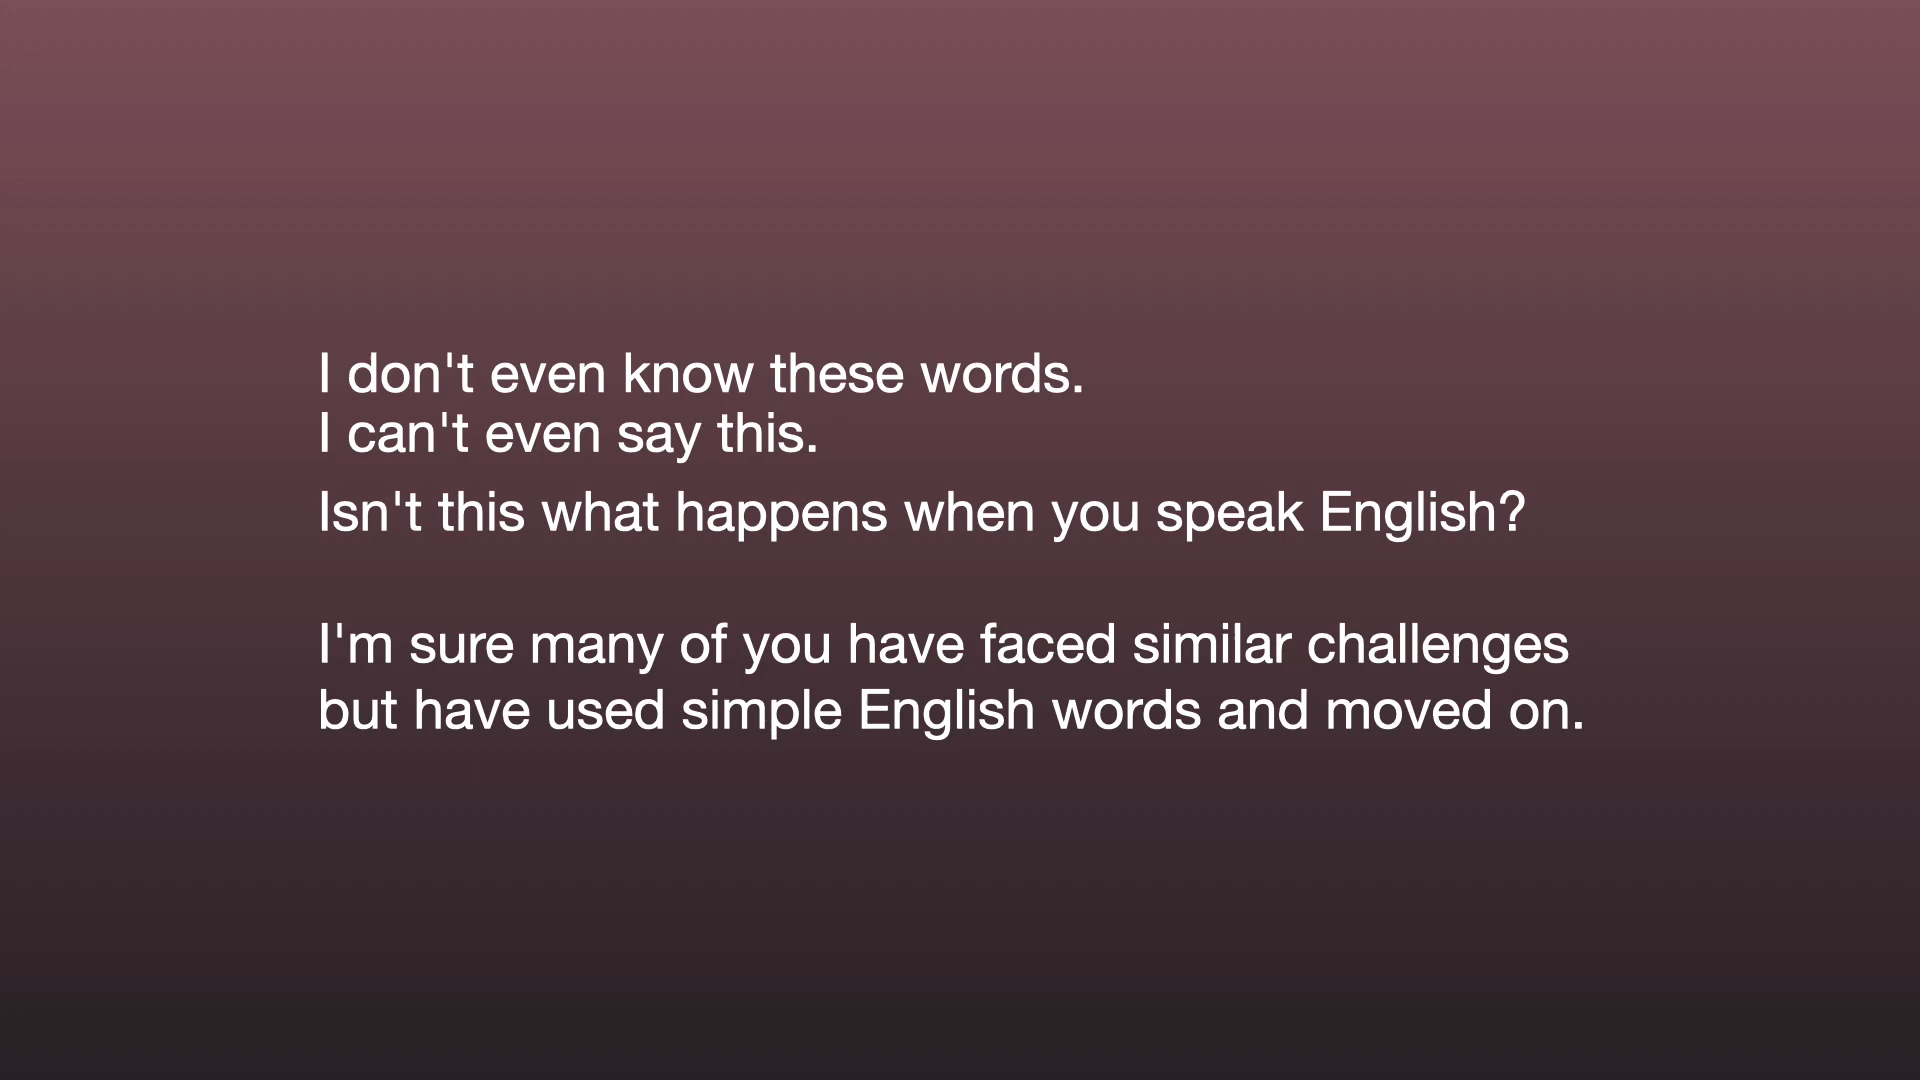 I don't even know these words.
I can't even say this.
Isn't this what happens when you speak English?
I'm sure many of you have faced similar challenges
but have used simple English words and moved on.